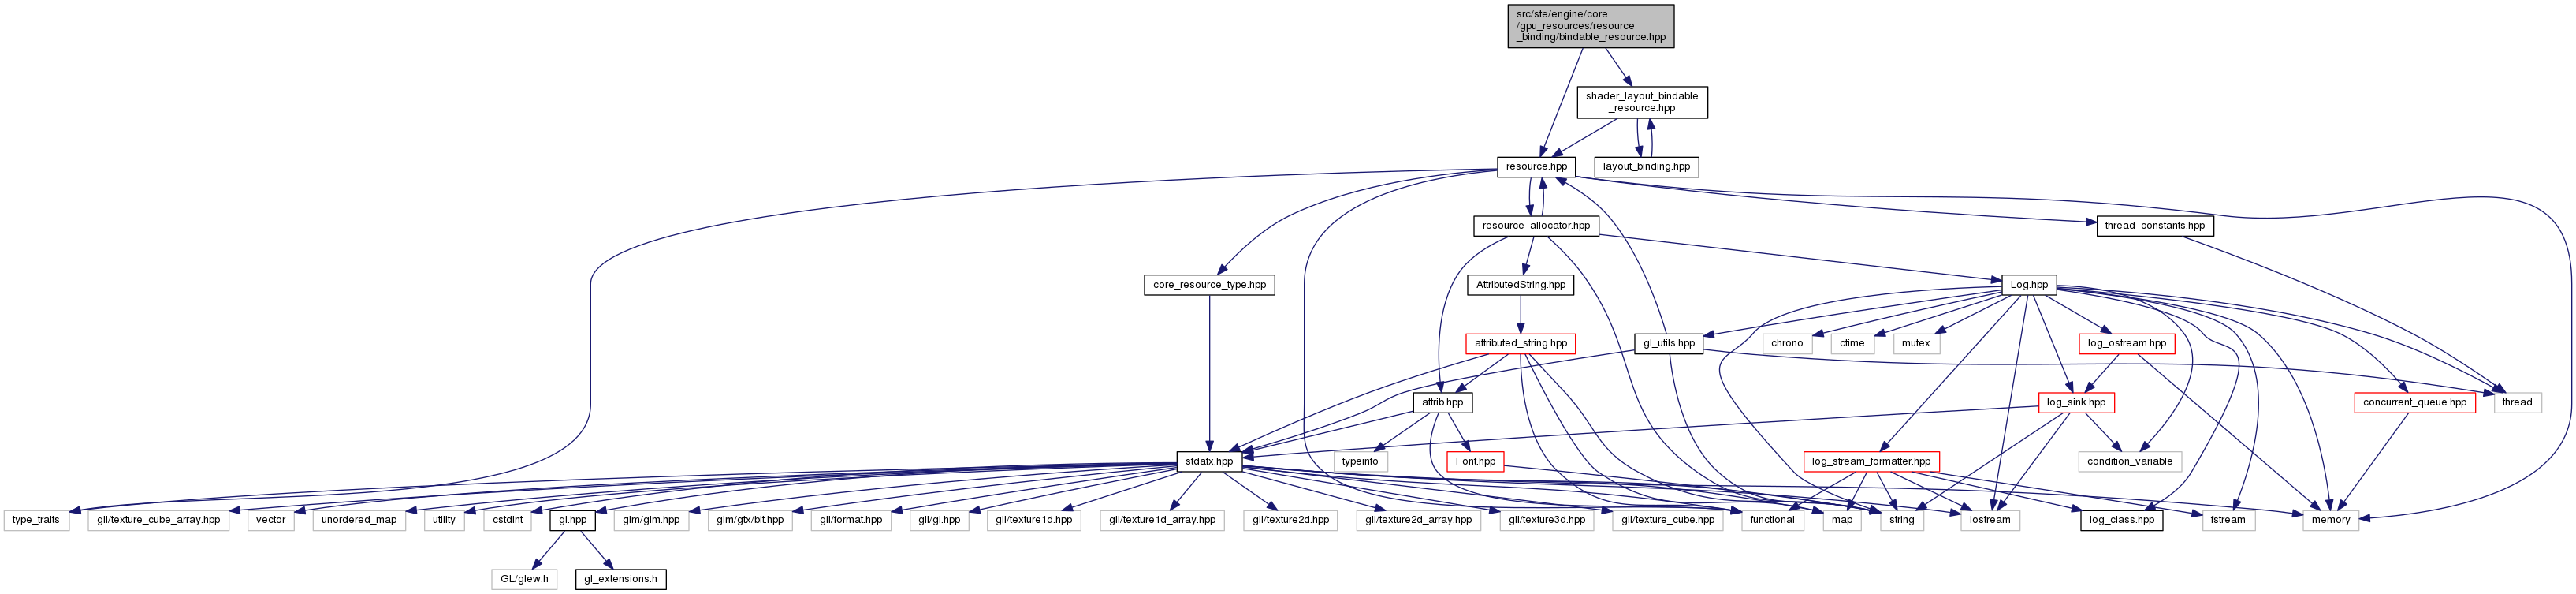 src/ste/engine/core
/gpu_resources/resource
_binding/bindable_resource.hpp
shader_layout_bindable
_resource.hpp
resource.hpp
layout_binding.hpp
resource_allocator.hpp
thread_constants.hpp
core_resource_type.hpp
AttributedString.hpp
Log.hpp
attributed_string.hpp
gl_utils.hpp
chrono
ctime
mutex
log_ostream.hpp
attrib.hpp
log_sink.hpp
concurrent_queue.hpp
thread
stdafx.hpp
typeinfo
Font.hpp
log_stream_formatter.hpp
condition_variable
type_traits
gli/texture_cube_array.hpp
vector
unordered_map
utility
cstdint
gl.hpp
glm/glm.hpp
glm/gtx/bit.hpp
gli/format.hpp
gli/gl.hpp
gli/texture1d.hpp
gli/texture1d_array.hpp
gli/texture2d.hpp
gli/texture2d_array.hpp
gli/texture3d.hpp
gli/texture_cube.hpp
functional
map
string
iostream
log_class.hpp
fstream
memory
GL/glew.h
gl_extensions.h